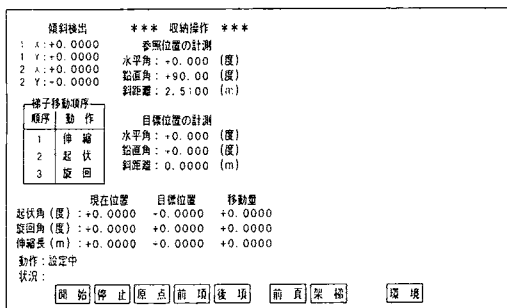 傾斜検出 *** 収納操作 ***
1 X:+0.0000 参照位置の計測
1 Y:+0.0000 水平角: +0.000 (度)
2 X:+0.0000 鉛直角: +90.00 (度)
2 Y:+0.0000 斜距離: 2.5100 (m)
梯子移動順序
順序 動 作 目標位置の計測
1 伸 縮 水平角: +0.000 (度)
2 起 伏 鉛直角: +0.000 (度)
3 旋 回 斜距離: 0.0000 (m)
現在位置 目標位置 移動量
起伏角(度):+0.0000 +0.0000 +0.0000
旋回角(度):+0.0000 +0.0000 +0.0000
伸縮長(m):+0.0000 +0.0000 +0.0000
動作:設定中
状況:
開 始 停 止 原 点 前 項 後 項 前 頁 架 梯 環 境